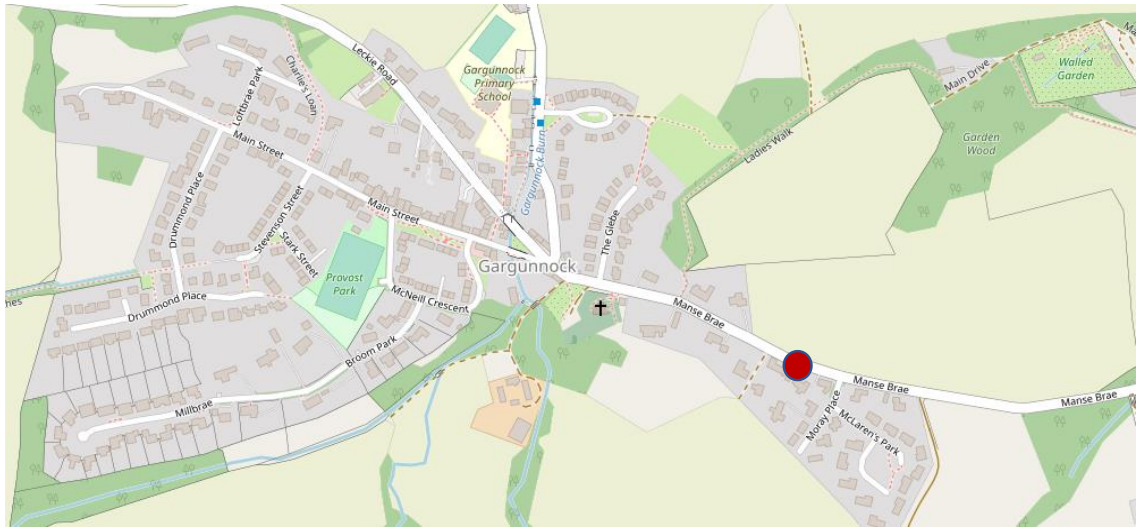 Leckie Road
Charlie's Loan
Loftbrae Park
Gargunnock
Primary
School
Main Drive
Walled
Garden
Garden
Wood
Ladies Walk
Main Street
Gargunnock Burn
Drummond Place
Stevenson Street
Main Street
Stark Street
The Glebe
Gargunnock
Provost
Park
McNeill Crescent
Drummond Place
hes
Manse Brae
Broom Park
Millbrae
Manse Brae
Manse Brae
Moray Place
McLaren's Park